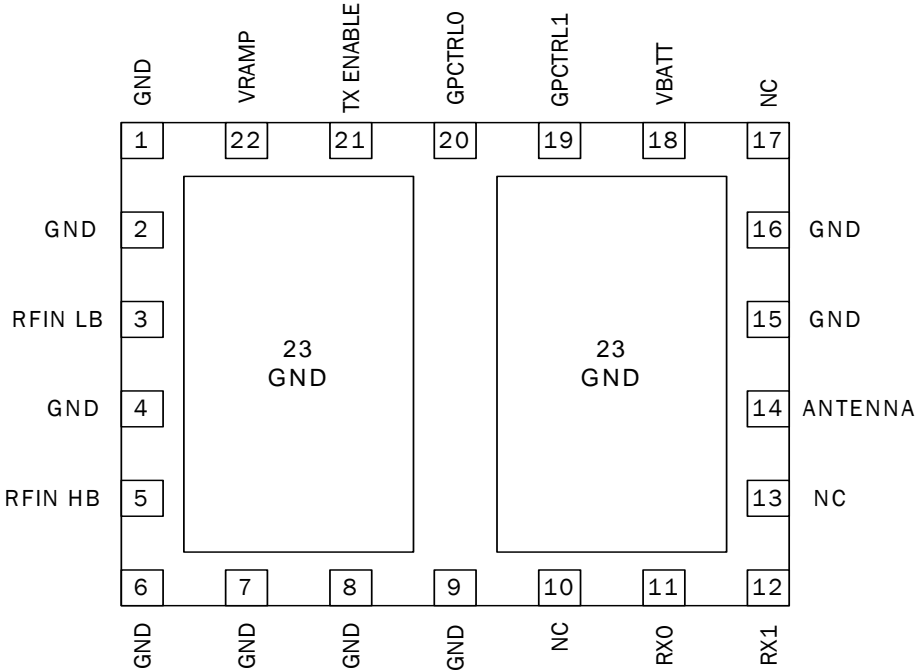 GND
VRAMP
TX ENABLE
GPCTRL0
GPCTRL1
VBATT
NC
1
22
21
20
19
18
17
GND
2
16
GND
RFIN LB
3
15
GND
23
GND
23
GND
GND
4
14
ANTENNA
RFIN HB
5
13
NC
6
7
8
9
10
11
12
GND
GND
GND
GND
NC
RX0
RX1